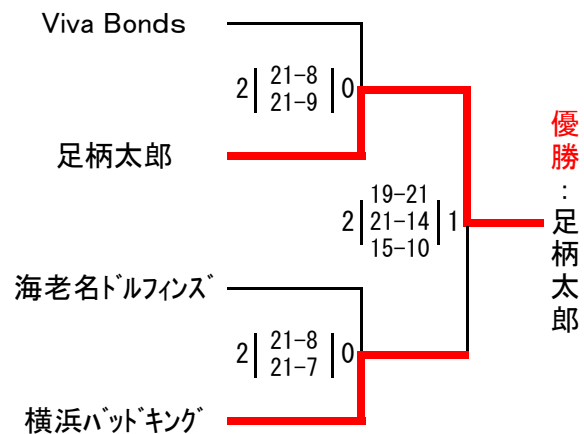 Viva Bonds
2 21-8 0
21-9
足柄太郎
19-21
2 21-14 1
15-10
優勝：足柄太郎
海老名ﾄﾞﾙﾌｨﾝｽﾞ
2 21-8 0
21-7
横浜ﾊﾞｯﾄﾞｷﾝｸﾞ